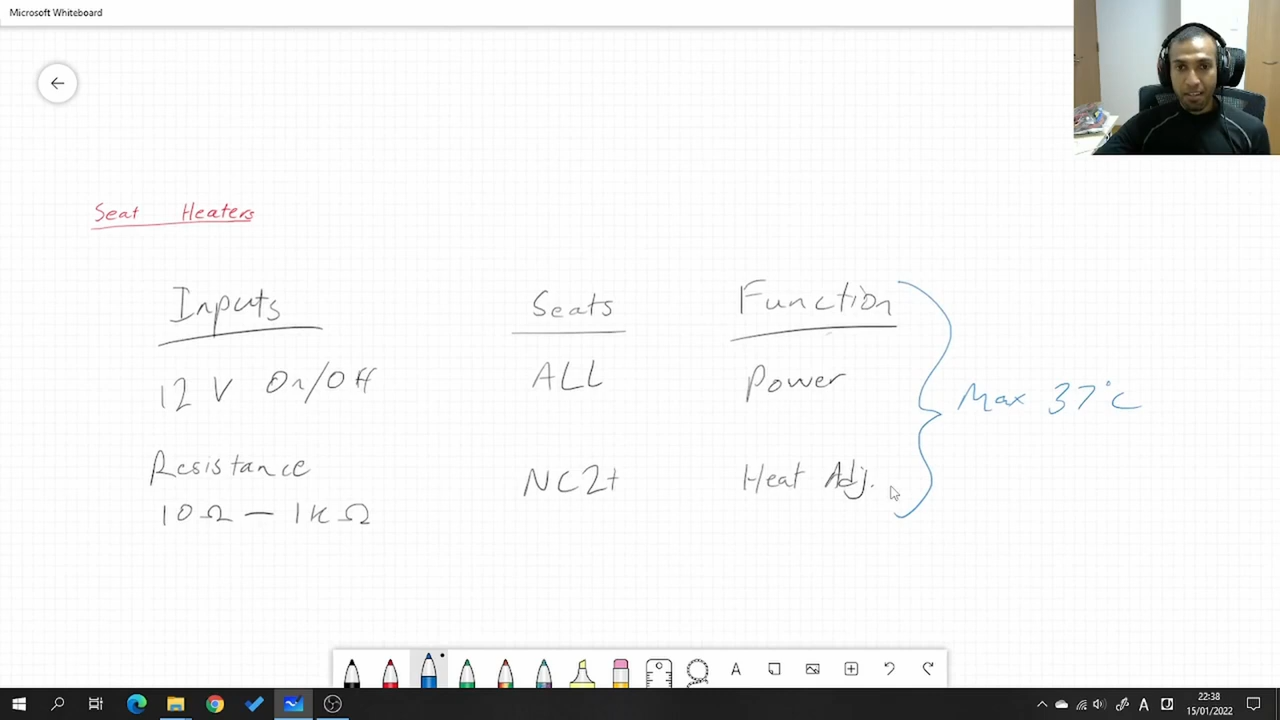 Microsoft Whiteboard
Seat Heaters
Inputs Seats Function
12 V On/Off ALL Power
Max 37°C
Resistance NC2+ Heat Adj.
10Ω — 1kΩ
22:38
15/01/2022